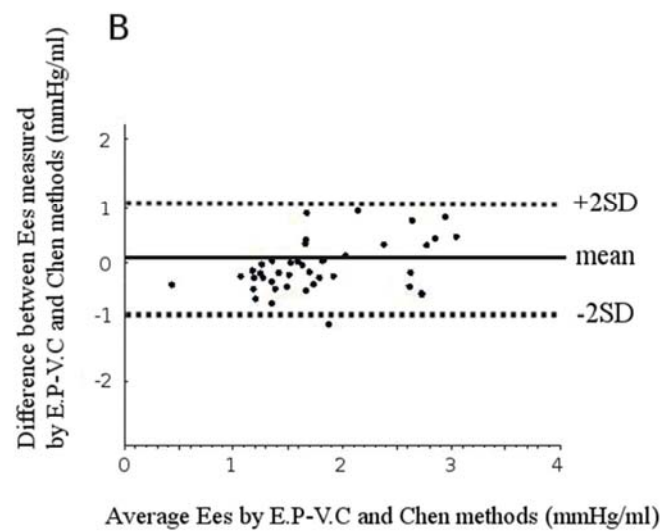 B
Difference between Ees measured
by E.P-V.C and Chen methods (mmHg/ml)
2
1
0
-1
-2
+2SD
mean
-2SD
0 1 2 3 4
Average Ees by E.P-V.C and Chen methods (mmHg/ml)